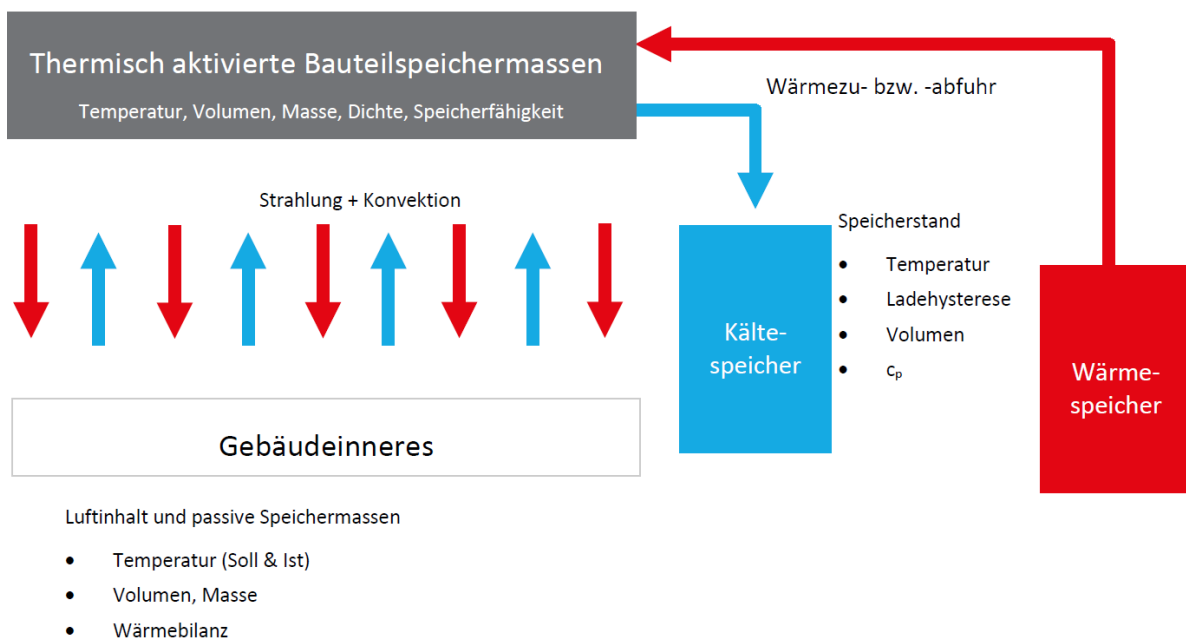 Thermisch aktivierte Bauteilspeichermassen
Temperatur, Volumen, Masse, Dichte, Speicherfähigkeit
Wärmezu- bzw. -abfuhr
Strahlung + Konvektion
Speicherstand
• Temperatur
• Ladehysterese
• Volumen
• cₚ
Kälte-
speicher
Wärme-
speicher
Gebäudeinneres
Luftinhalt und passive Speichermassen
• Temperatur (Soll & Ist)
• Volumen, Masse
• Wärmebilanz